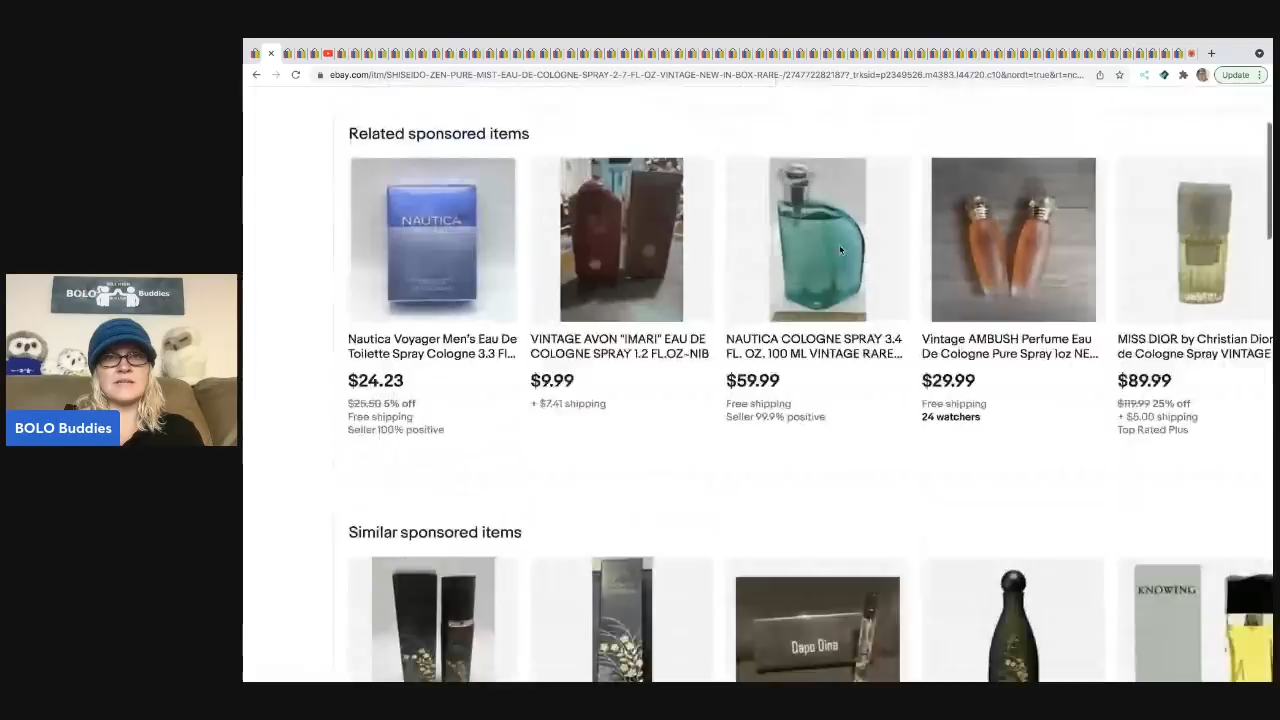 ebay.com/itm/SHISEIDO-ZEN-PURE-MIST-EAU-DE-COLOGNE-SPRAY-2-7-FL-OZ-VINTAGE-NEW-IN-BOX-RARE-/274772282187?_trksid=p2349526.m4383.l44720.c10&nordt=true&rt=nc...
Update
Related sponsored items
NAUTICA
Nautica Voyager Men's Eau De
Toilette Spray Cologne 3.3 Fl...
$24.23
$25.50 5% off
Free shipping
Seller 100% positive
VINTAGE AVON "IMARI" EAU DE
COLOGNE SPRAY 1.2 FL.OZ-NIB
$9.99
+ $7.41 shipping
NAUTICA COLOGNE SPRAY 3.4
FL. OZ. 100 ML VINTAGE RARE...
$59.99
Free shipping
Seller 99.9% positive
Vintage AMBUSH Perfume Eau
De Cologne Pure Spray 1oz NE...
$29.99
Free shipping
24 watchers
MISS DIOR by Christian Dior
de Cologne Spray VINTAGE
$89.99
$119.99 25% off
+ $5.00 shipping
Top Rated Plus
BOLO Buddies
BOLO Buddies
Similar sponsored items
Dapo Dina
KNOWING